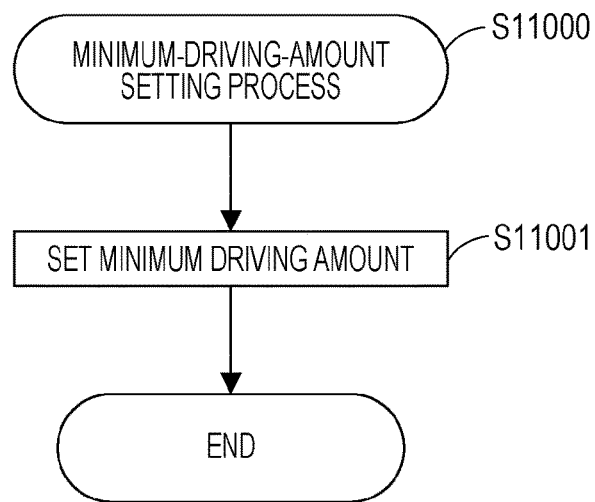 S11000
MINIMUM-DRIVING-AMOUNT
SETTING PROCESS
S11001
SET MINIMUM DRIVING AMOUNT
END